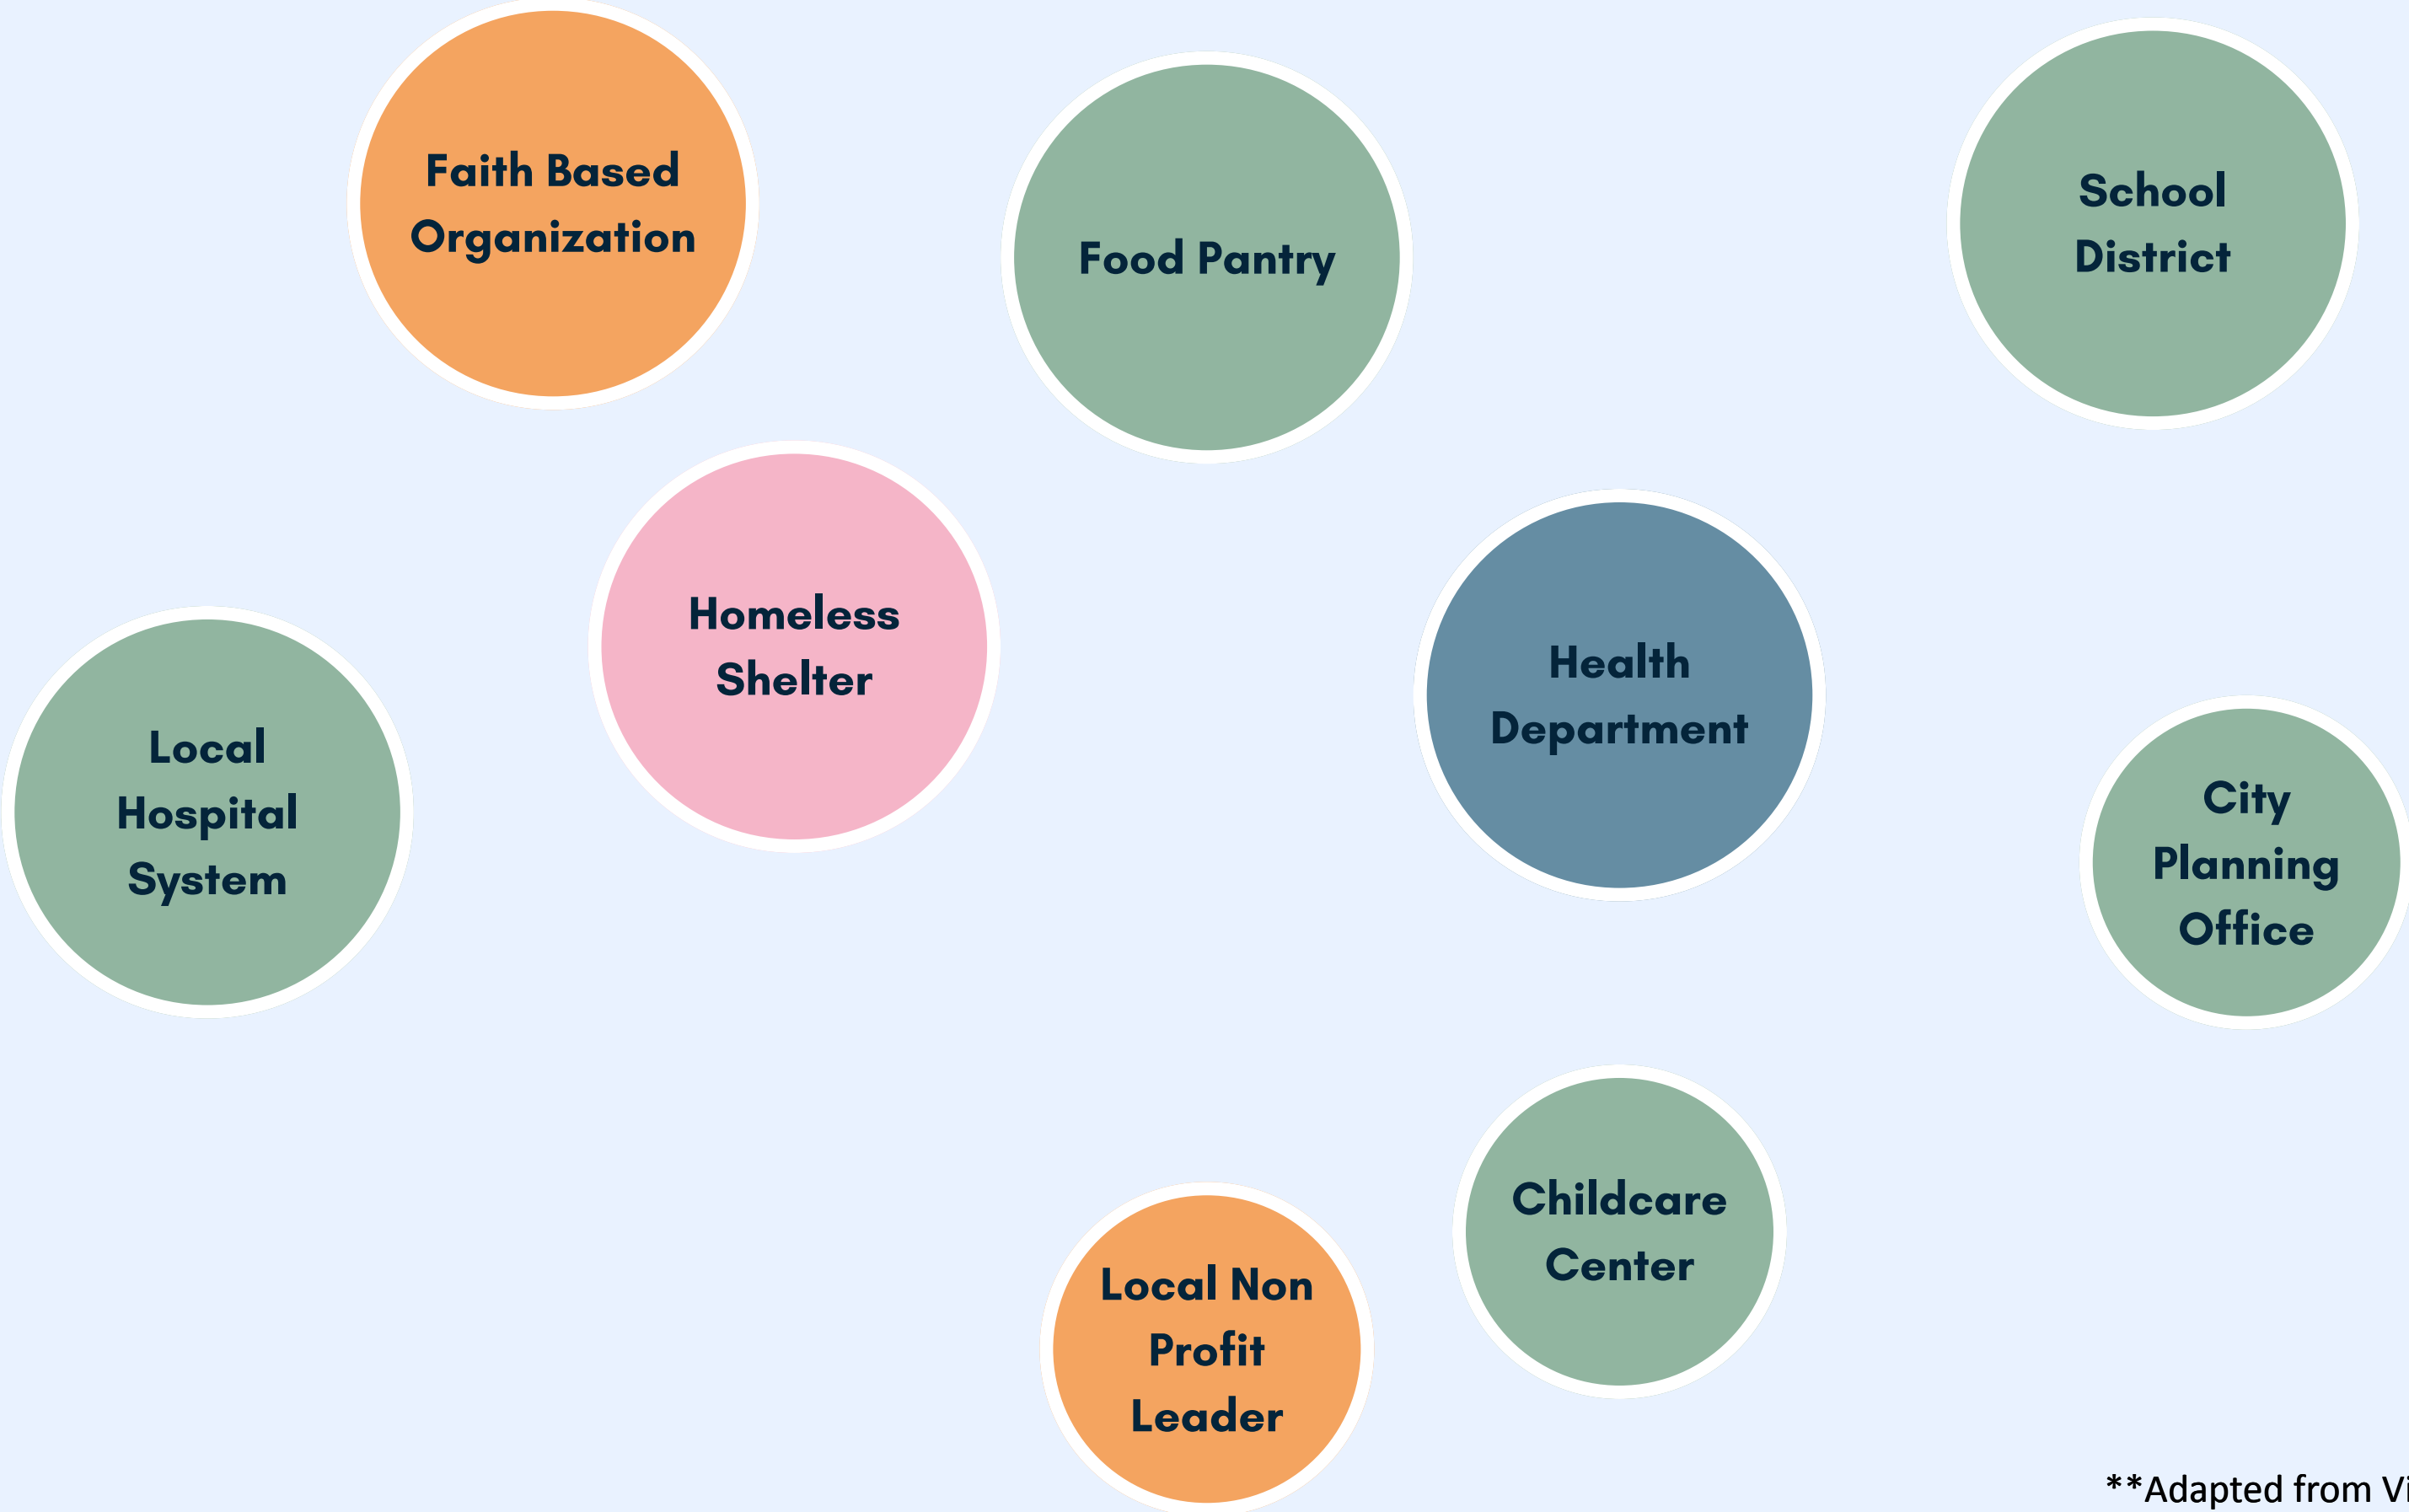 Faith Based
Organization
Food Pantry
School
District
Homeless
Shelter
Health
Department
Local
Hospital
System
City
Planning
Office
Childcare
Center
Local Non
Profit
Leader
**Adapted from